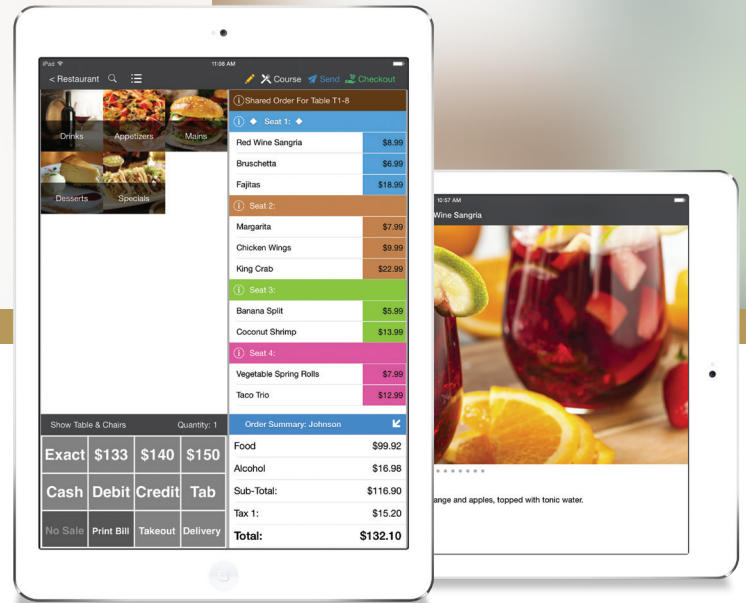 iPad 11:08 AM
< Restaurant Course Send Checkout
Drinks Appetizers Mains
Desserts Specials
Shared Order For Table T1-8
Seat 1:
Red Wine Sangria $8.99
Bruschetta $6.99
Fajitas $18.99
Seat 2:
Margarita $7.99
Chicken Wings $9.99
King Crab $22.99
Seat 3:
Banana Split $5.99
Coconut Shrimp $13.99
Seat 4:
Vegetable Spring Rolls $7.99
Taco Trio $12.99
Show Table & Chairs Quantity: 1
Exact $133 $140 $150
Cash Debit Credit Tab
No Sale Print Bill Takeout Delivery
Order Summary: Johnson
Food $99.92
Alcohol $16.98
Sub-Total: $116.90
Tax 1: $15.20
Total: $132.10
10:57 AM
Wine Sangria
ange and apples, topped with tonic water.